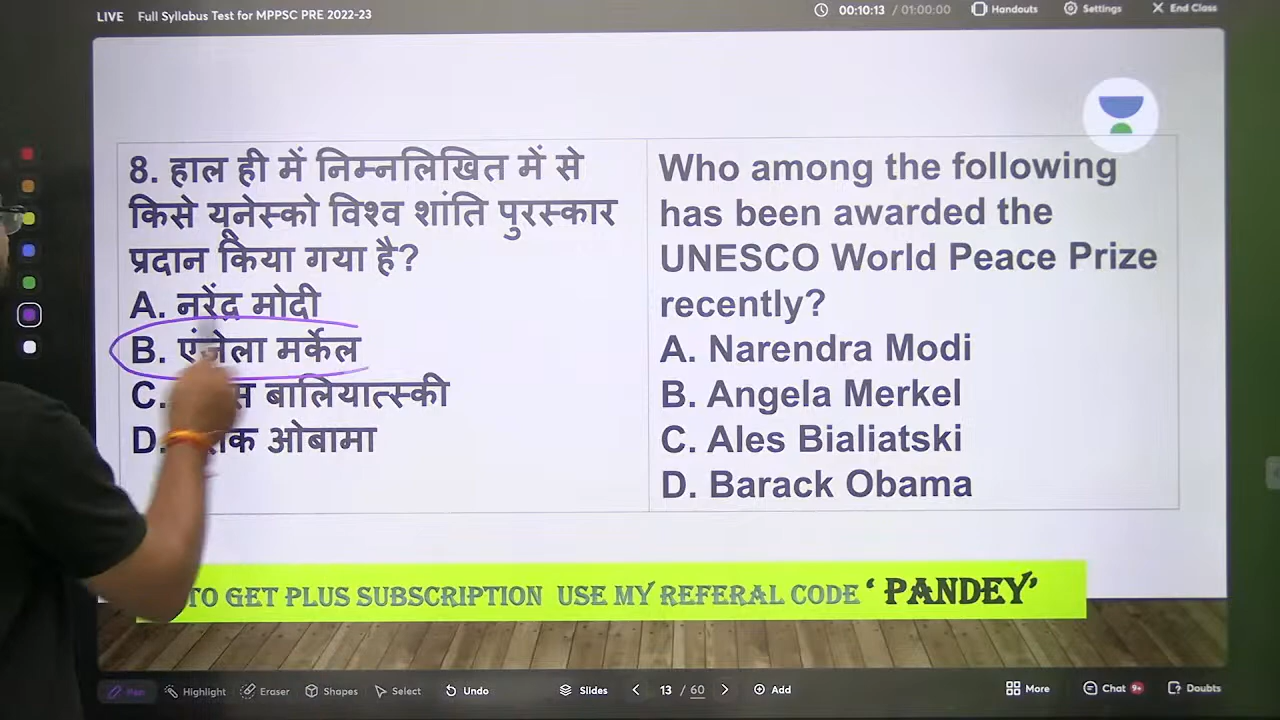 LIVE Full Syllabus Test for MPPSC PRE 2022-23
00:10:13 / 01:00:00 Handouts Settings End Class
8. हाल ही में निम्नलिखित में से
किसे यूनेस्को विश्व शांति पुरस्कार
प्रदान किया गया है?
A. नरेंद्र मोदी
B. एंजेला मर्केल
C. बालियात्स्की
D. ओबामा
Who among the following
has been awarded the
UNESCO World Peace Prize
recently?
A. Narendra Modi
B. Angela Merkel
C. Ales Bialiatski
D. Barack Obama
TO GET PLUS SUBSCRIPTION USE MY REFERAL CODE ‘ PANDEY’
Pen Highlight Eraser Shapes Select Undo Slides 13 / 60 Add More Chat 9+ Doubts